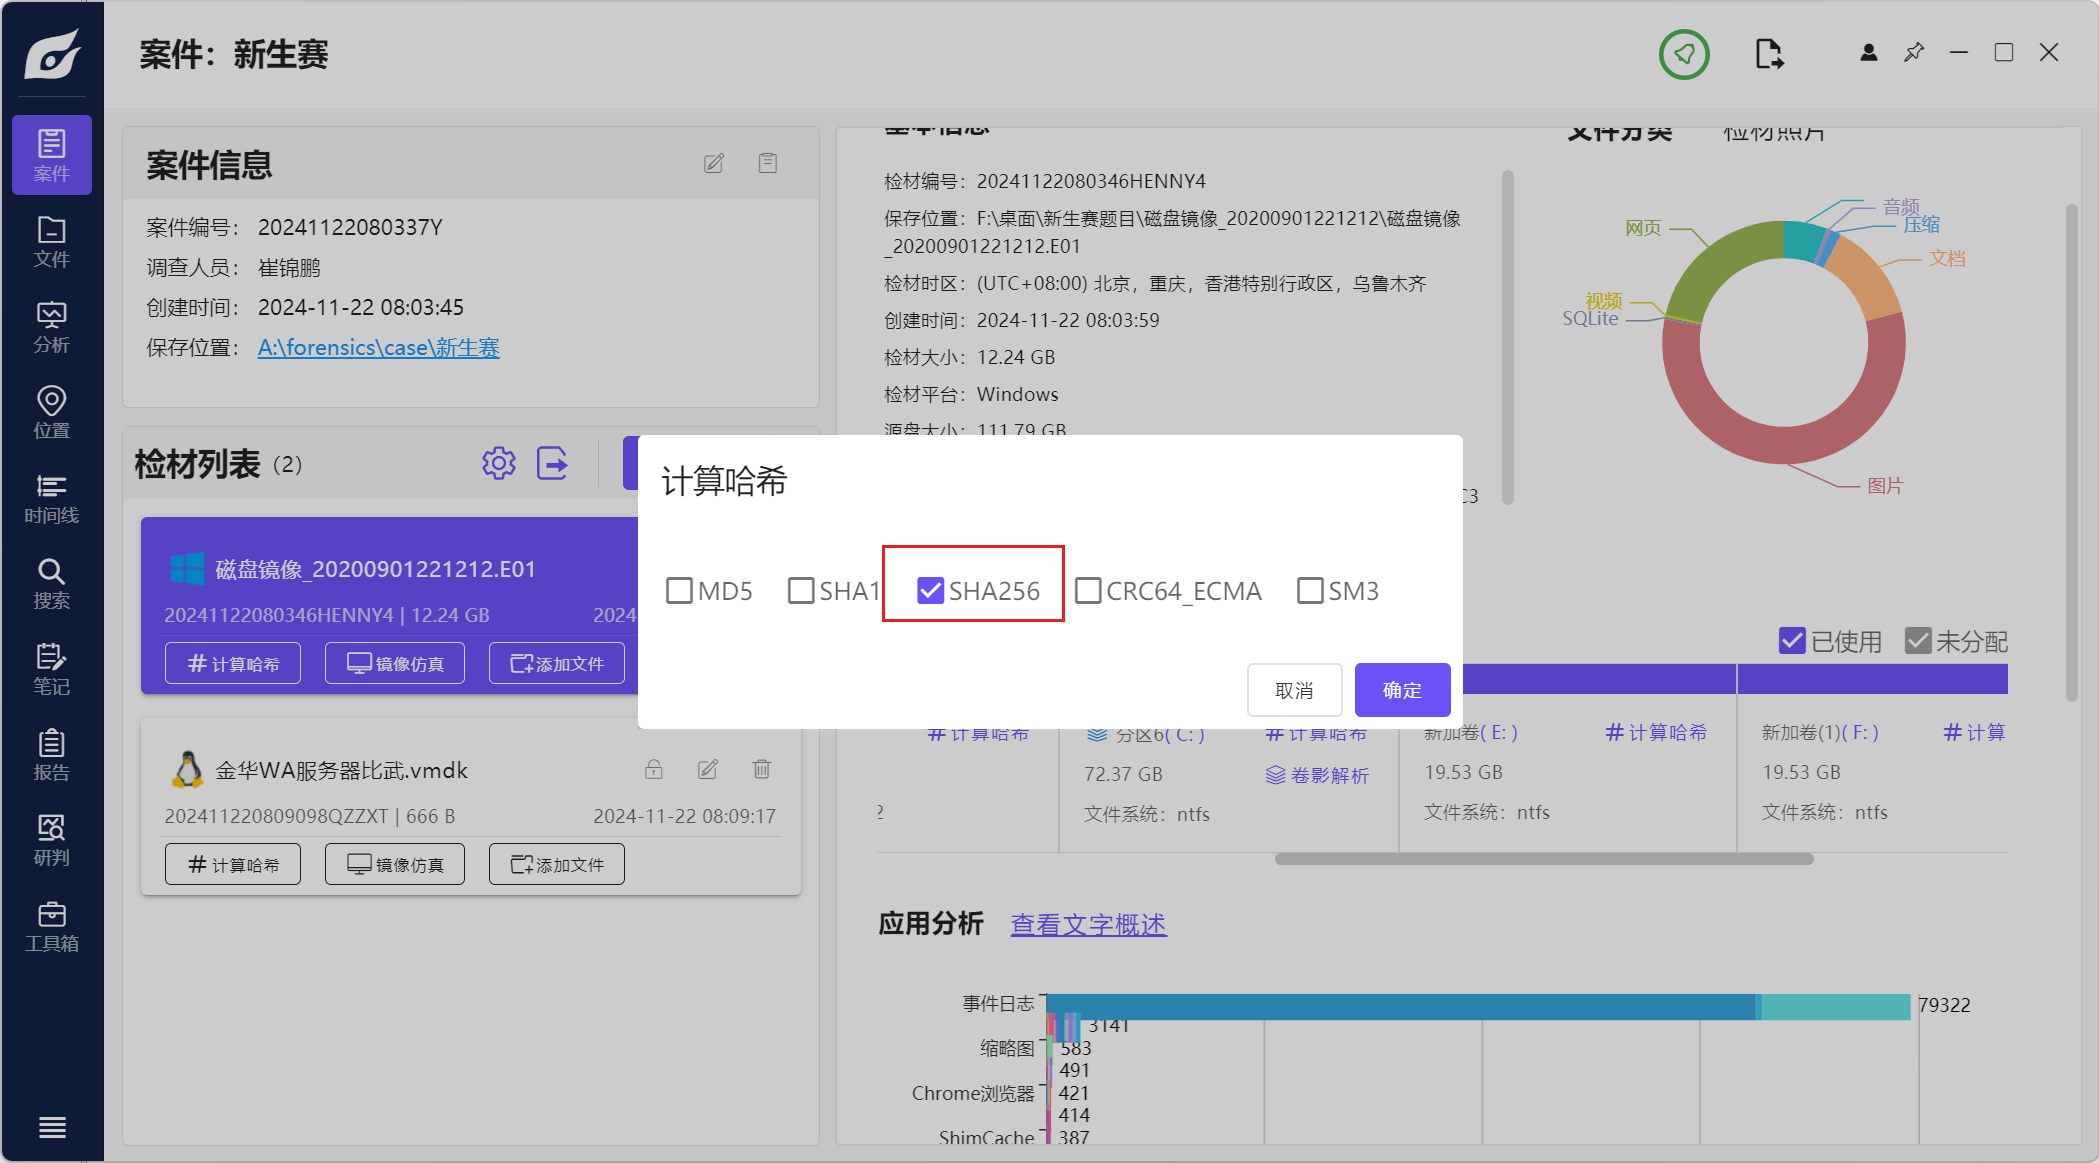 案件：新生赛
案件
文件
分析
位置
时间线
搜索
笔记
报告
研判
工具箱
案件信息
案件编号： 20241122080337Y
调查人员： 崔锦鹏
创建时间： 2024-11-22 08:03:45
保存位置： A:\forensics\case\新生赛
检材列表 (2)
磁盘镜像_20200901221212.E01
20241122080346HENNY4 | 12.24 GB 2024
计算哈希 镜像仿真 添加文件
金华WA服务器比武.vmdk
202411220809098QZZXT | 666 B 2024-11-22 08:09:17
计算哈希 镜像仿真 添加文件
基本信息
检材编号：20241122080346HENNY4
保存位置：F:\桌面\新生赛题目\磁盘镜像_20200901221212\磁盘镜像
_20200901221212.E01
检材时区：(UTC+08:00) 北京，重庆，香港特别行政区，乌鲁木齐
创建时间：2024-11-22 08:03:59
检材大小：12.24 GB
检材平台：Windows
源盘大小：111.79 GB
C3
文件分类 检材照片
音频
压缩
网页
文档
视频
SQLite
图片
计算哈希
MD5 SHA1 SHA256 CRC64_ECMA SM3
取消 确定
已使用 未分配
计算哈希
2
分区6( C: ) 计算哈希
72.37 GB 卷影解析
文件系统：ntfs
新加卷( E: ) 计算哈希
19.53 GB
文件系统：ntfs
新加卷(1)( F: ) 计算
19.53 GB
文件系统：ntfs
应用分析 查看文字概述
事件日志 79322
3141
缩略图 583
491
Chrome浏览器 421
414
ShimCache 387